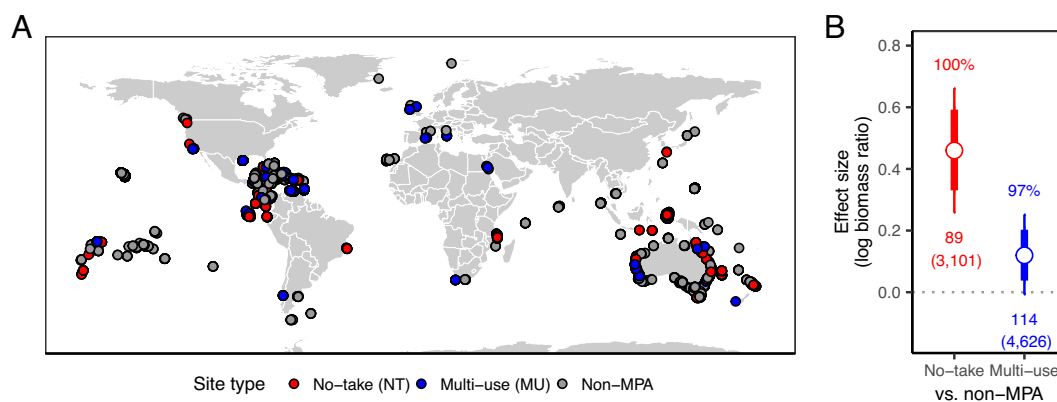 A
Site type
No−take (NT)
Multi−use (MU)
Non−MPA
B
Effect size
(log biomass ratio)
0.8
0.6
0.4
0.2
0.0
100%
97%
89
(3,101)
114
(4,626)
No−take
Multi−use
vs. non−MPA